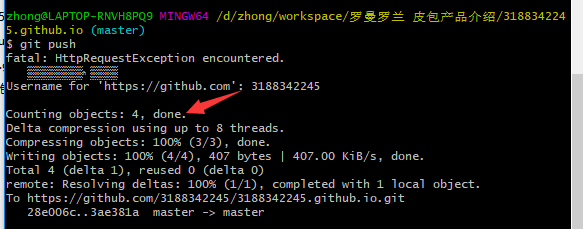 zhong@LAPTOP-RNVH8PQ9 MINGW64 /d/zhong/workspace/罗曼罗兰 皮包产品介绍/318834224
5.github.io (master)
$ git push
fatal: HttpRequestException encountered.
Username for 'https://github.com': 3188342245
Counting objects: 4, done.
Delta compression using up to 8 threads.
Compressing objects: 100% (3/3), done.
Writing objects: 100% (4/4), 407 bytes | 407.00 KiB/s, done.
Total 4 (delta 1), reused 0 (delta 0)
remote: Resolving deltas: 100% (1/1), completed with 1 local object.
To https://github.com/3188342245/3188342245.github.io.git
   28e006c..3ae381a  master -> master